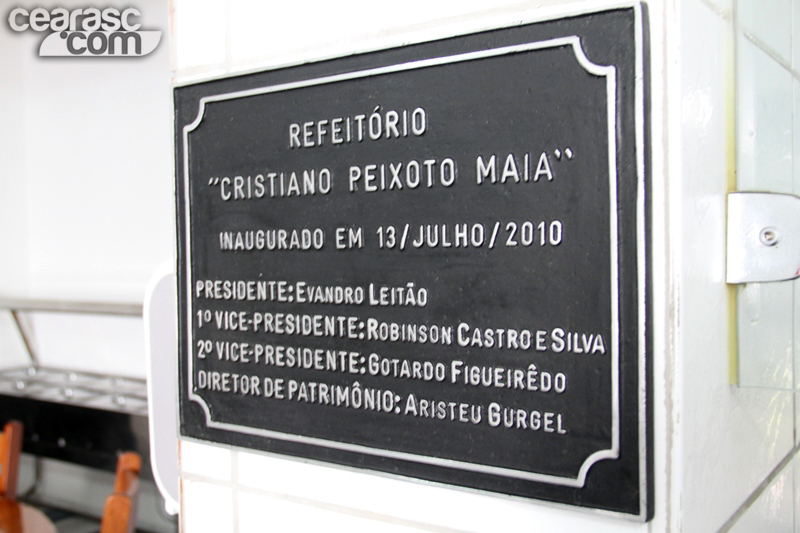 cearasc
.com
REFEITÓRIO
"CRISTIANO PEIXOTO MAIA"
INAUGURADO EM 13/JULHO/2010
PRESIDENTE: EVANDRO LEITÃO
1º VICE-PRESIDENTE: ROBINSON CASTRO E SILVA
2º VICE-PRESIDENTE: GOTARDO FIGUEIRÊDO
DIRETOR DE PATRIMÔNIO: ARISTEU GURGEL